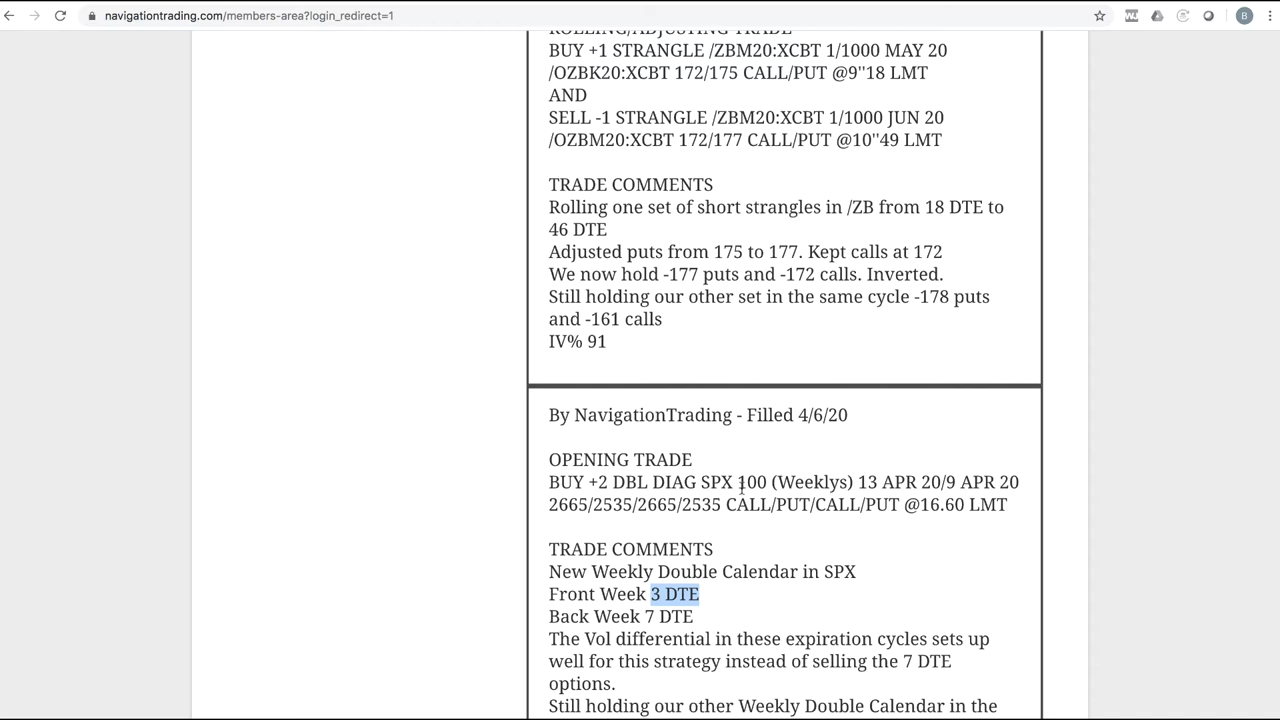 navigationtrading.com/members-area?login_redirect=1
B
ROLLING/ADJUSTING TRADE
BUY +1 STRANGLE /ZBM20:XCBT 1/1000 MAY 20
/OZBK20:XCBT 172/175 CALL/PUT @9''18 LMT
AND
SELL -1 STRANGLE /ZBM20:XCBT 1/1000 JUN 20
/OZBM20:XCBT 172/177 CALL/PUT @10''49 LMT
TRADE COMMENTS
Rolling one set of short strangles in /ZB from 18 DTE to
46 DTE
Adjusted puts from 175 to 177. Kept calls at 172
We now hold -177 puts and -172 calls. Inverted.
Still holding our other set in the same cycle -178 puts
and -161 calls
IV% 91
By NavigationTrading - Filled 4/6/20
OPENING TRADE
BUY +2 DBL DIAG SPX 100 (Weeklys) 13 APR 20/9 APR 20
2665/2535/2665/2535 CALL/PUT/CALL/PUT @16.60 LMT
TRADE COMMENTS
New Weekly Double Calendar in SPX
Front Week 3 DTE
Back Week 7 DTE
The Vol differential in these expiration cycles sets up
well for this strategy instead of selling the 7 DTE
options.
Still holding our other Weekly Double Calendar in the